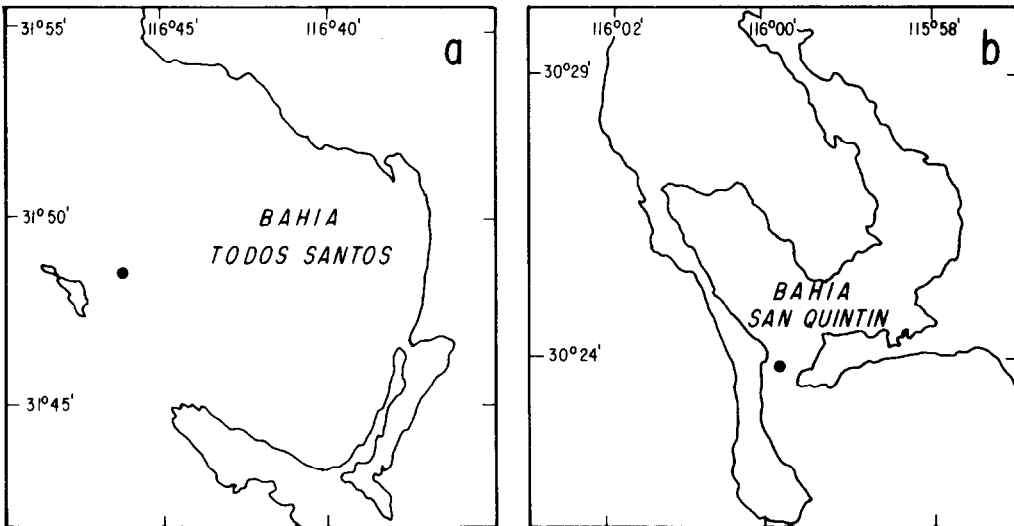 31°55'
116°45'
116°40'
a
31°50'
BAHIA
TODOS SANTOS
31°45'
116°02'
116°00'
115°58'
b
30°29'
BAHIA
SAN QUINTIN
30°24'